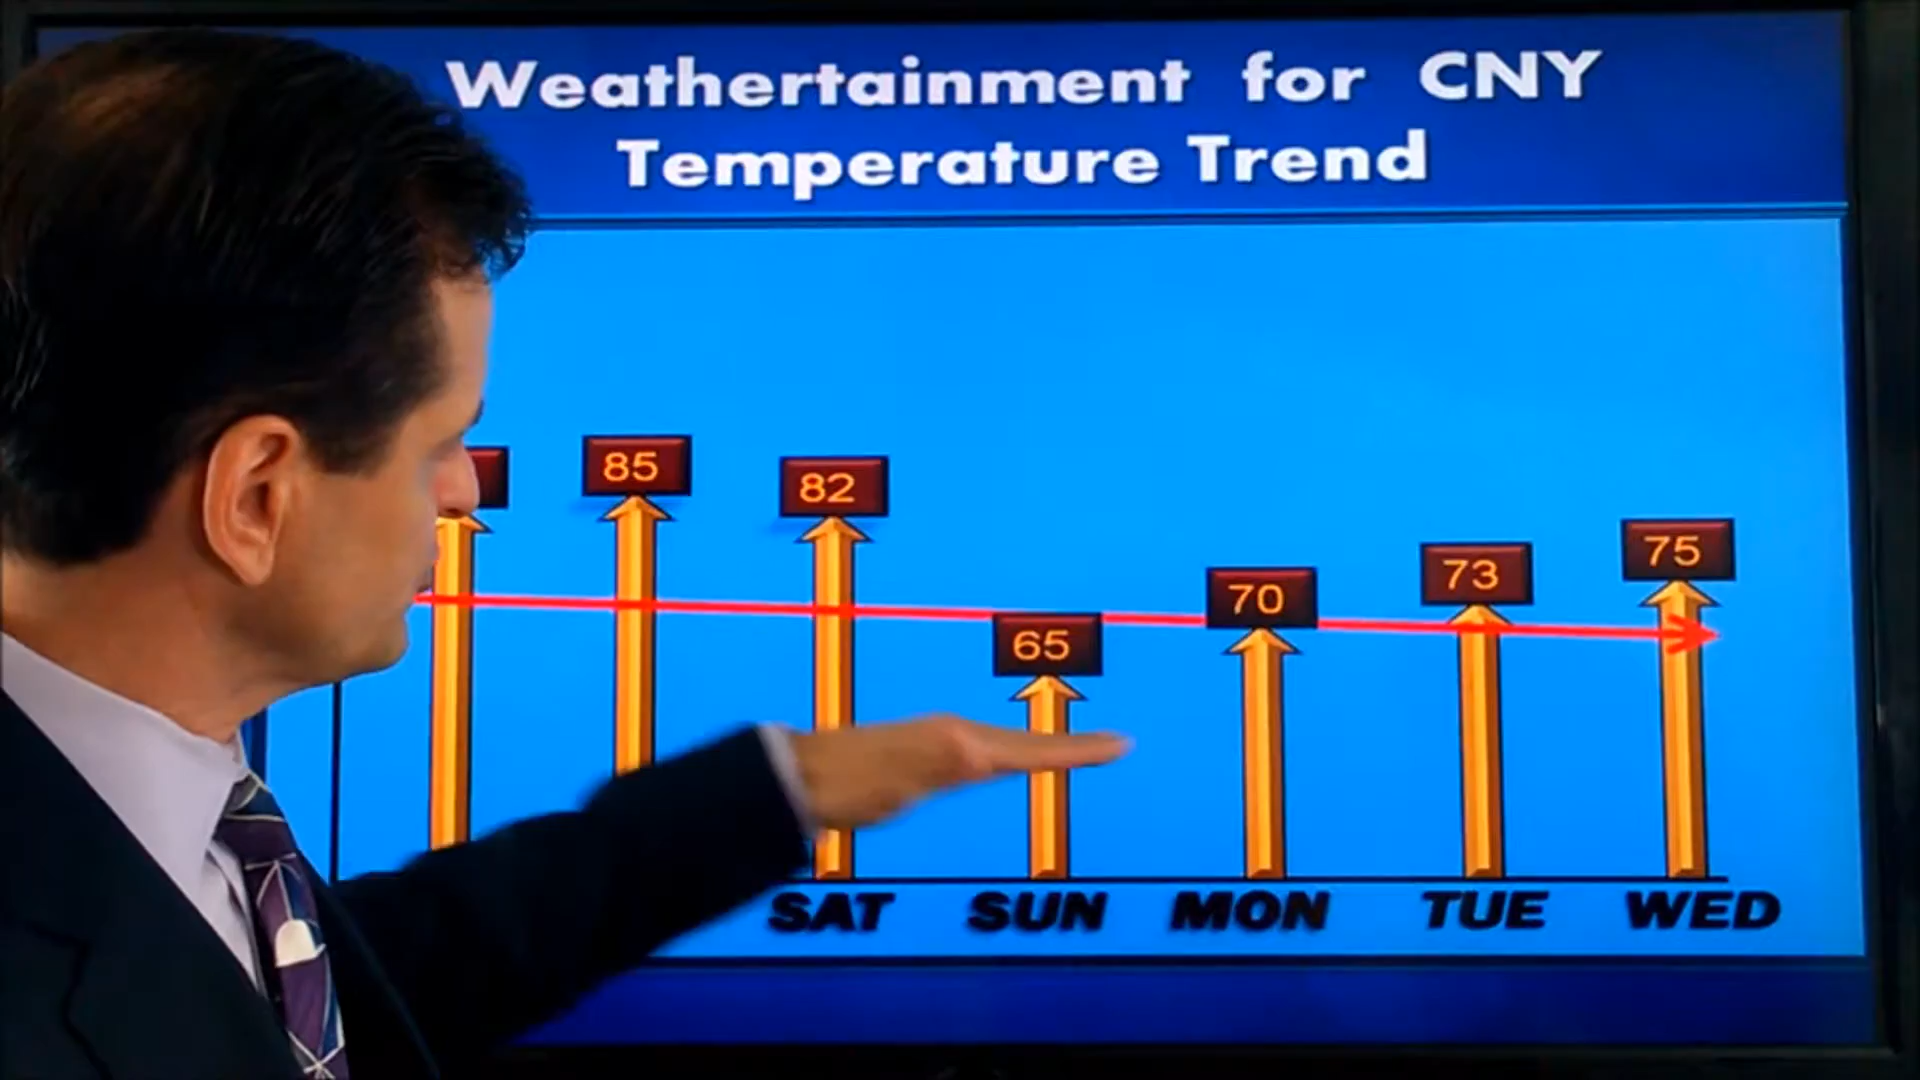 Weathertainment for CNY
Temperature Trend
85
82
65
70
73
75
SAT SUN MON TUE WED